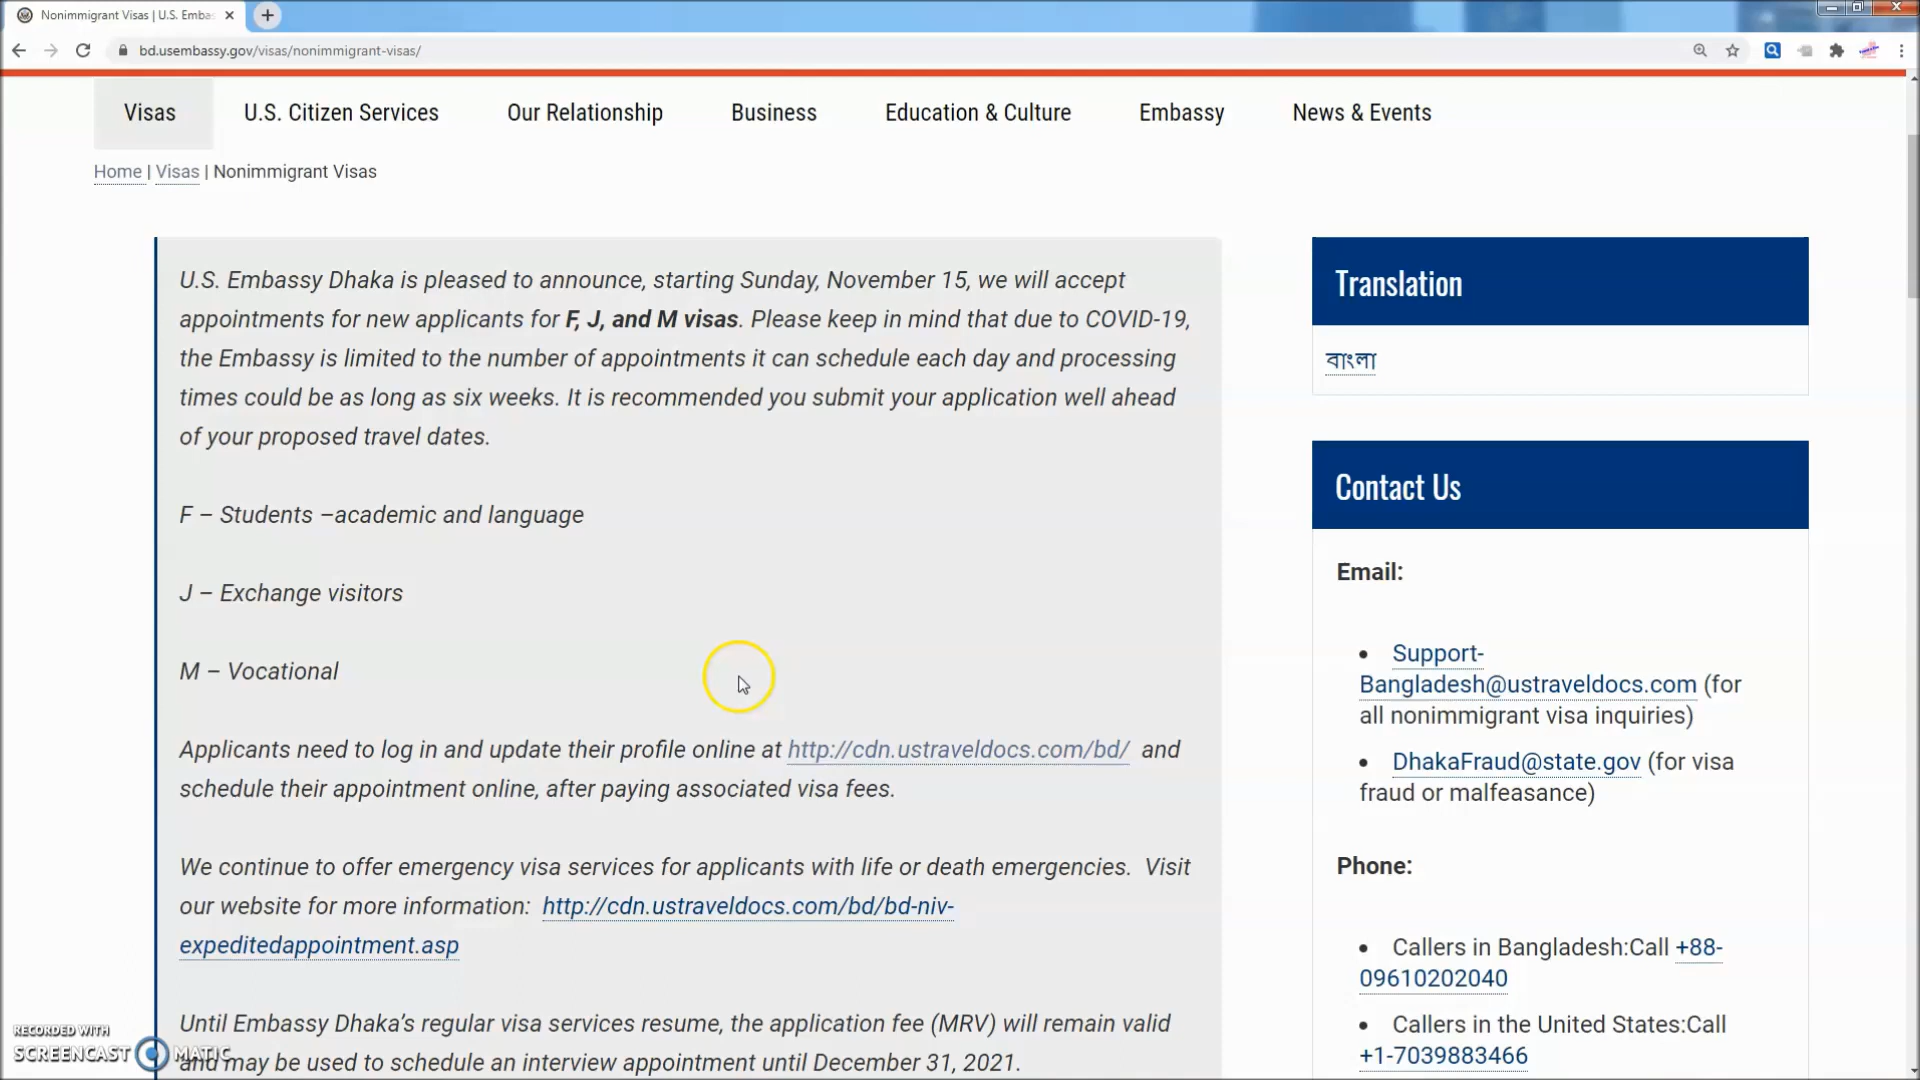 Nonimmigrant Visas | U.S. Embas
bd.usembassy.gov/visas/nonimmigrant-visas/
Visas
U.S. Citizen Services
Our Relationship
Business
Education & Culture
Embassy
News & Events
Home | Visas | Nonimmigrant Visas
U.S. Embassy Dhaka is pleased to announce, starting Sunday, November 15, we will accept
appointments for new applicants for F, J, and M visas. Please keep in mind that due to COVID-19,
the Embassy is limited to the number of appointments it can schedule each day and processing
times could be as long as six weeks. It is recommended you submit your application well ahead
of your proposed travel dates.
F – Students –academic and language
J – Exchange visitors
M – Vocational
Applicants need to log in and update their profile online at http://cdn.ustraveldocs.com/bd/ and
schedule their appointment online, after paying associated visa fees.
We continue to offer emergency visa services for applicants with life or death emergencies. Visit
our website for more information: http://cdn.ustraveldocs.com/bd/bd-niv-
expeditedappointment.asp
Until Embassy Dhaka's regular visa services resume, the application fee (MRV) will remain valid
and may be used to schedule an interview appointment until December 31, 2021.
Translation
বাংলা
Contact Us
Email:
Support-
Bangladesh@ustraveldocs.com (for
all nonimmigrant visa inquiries)
DhakaFraud@state.gov (for visa
fraud or malfeasance)
Phone:
Callers in Bangladesh:Call +88-
09610202040
Callers in the United States:Call
+1-7039883466
RECORDED WITH
SCREENCAST MATIC